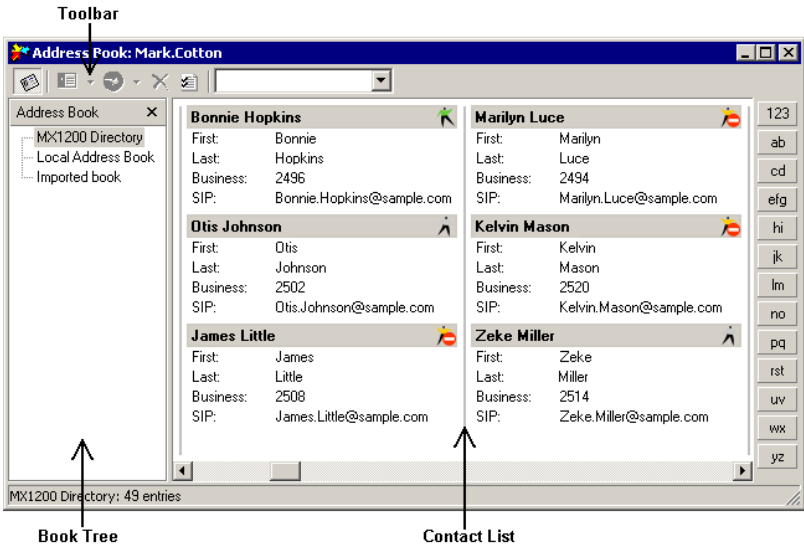 Toolbar
Address Book: Mark.Cotton
Address Book
MX1200 Directory
Local Address Book
Imported book
Bonnie Hopkins
First: Bonnie
Last: Hopkins
Business: 2496
SIP: Bonnie.Hopkins@sample.com
Otis Johnson
First: Otis
Last: Johnson
Business: 2502
SIP: Otis.Johnson@sample.com
James Little
First: James
Last: Little
Business: 2508
SIP: James.Little@sample.com
Marilyn Luce
First: Marilyn
Last: Luce
Business: 2494
SIP: Marilyn.Luce@sample.com
Kelvin Mason
First: Kelvin
Last: Mason
Business: 2520
SIP: Kelvin.Mason@sample.com
Zeke Miller
First: Zeke
Last: Miller
Business: 2514
SIP: Zeke.Miller@sample.com
123
ab
cd
efg
hi
jk
lm
no
pq
rst
uv
wx
yz
MX1200 Directory: 49 entries
Book Tree
Contact List